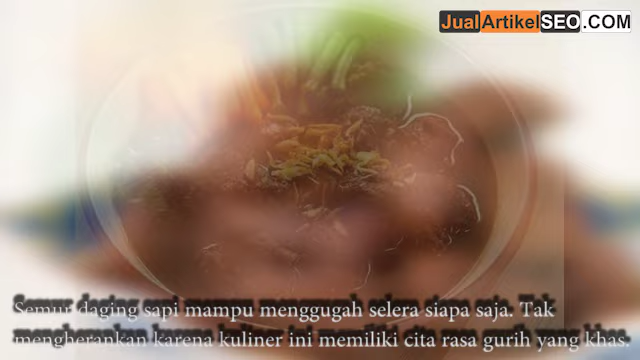 JualArtikelSEO.COM
Semur daging sapi mampu menggugah selera siapa saja. Tak
mengherankan karena kuliner ini memiliki cita rasa gurih yang khas.